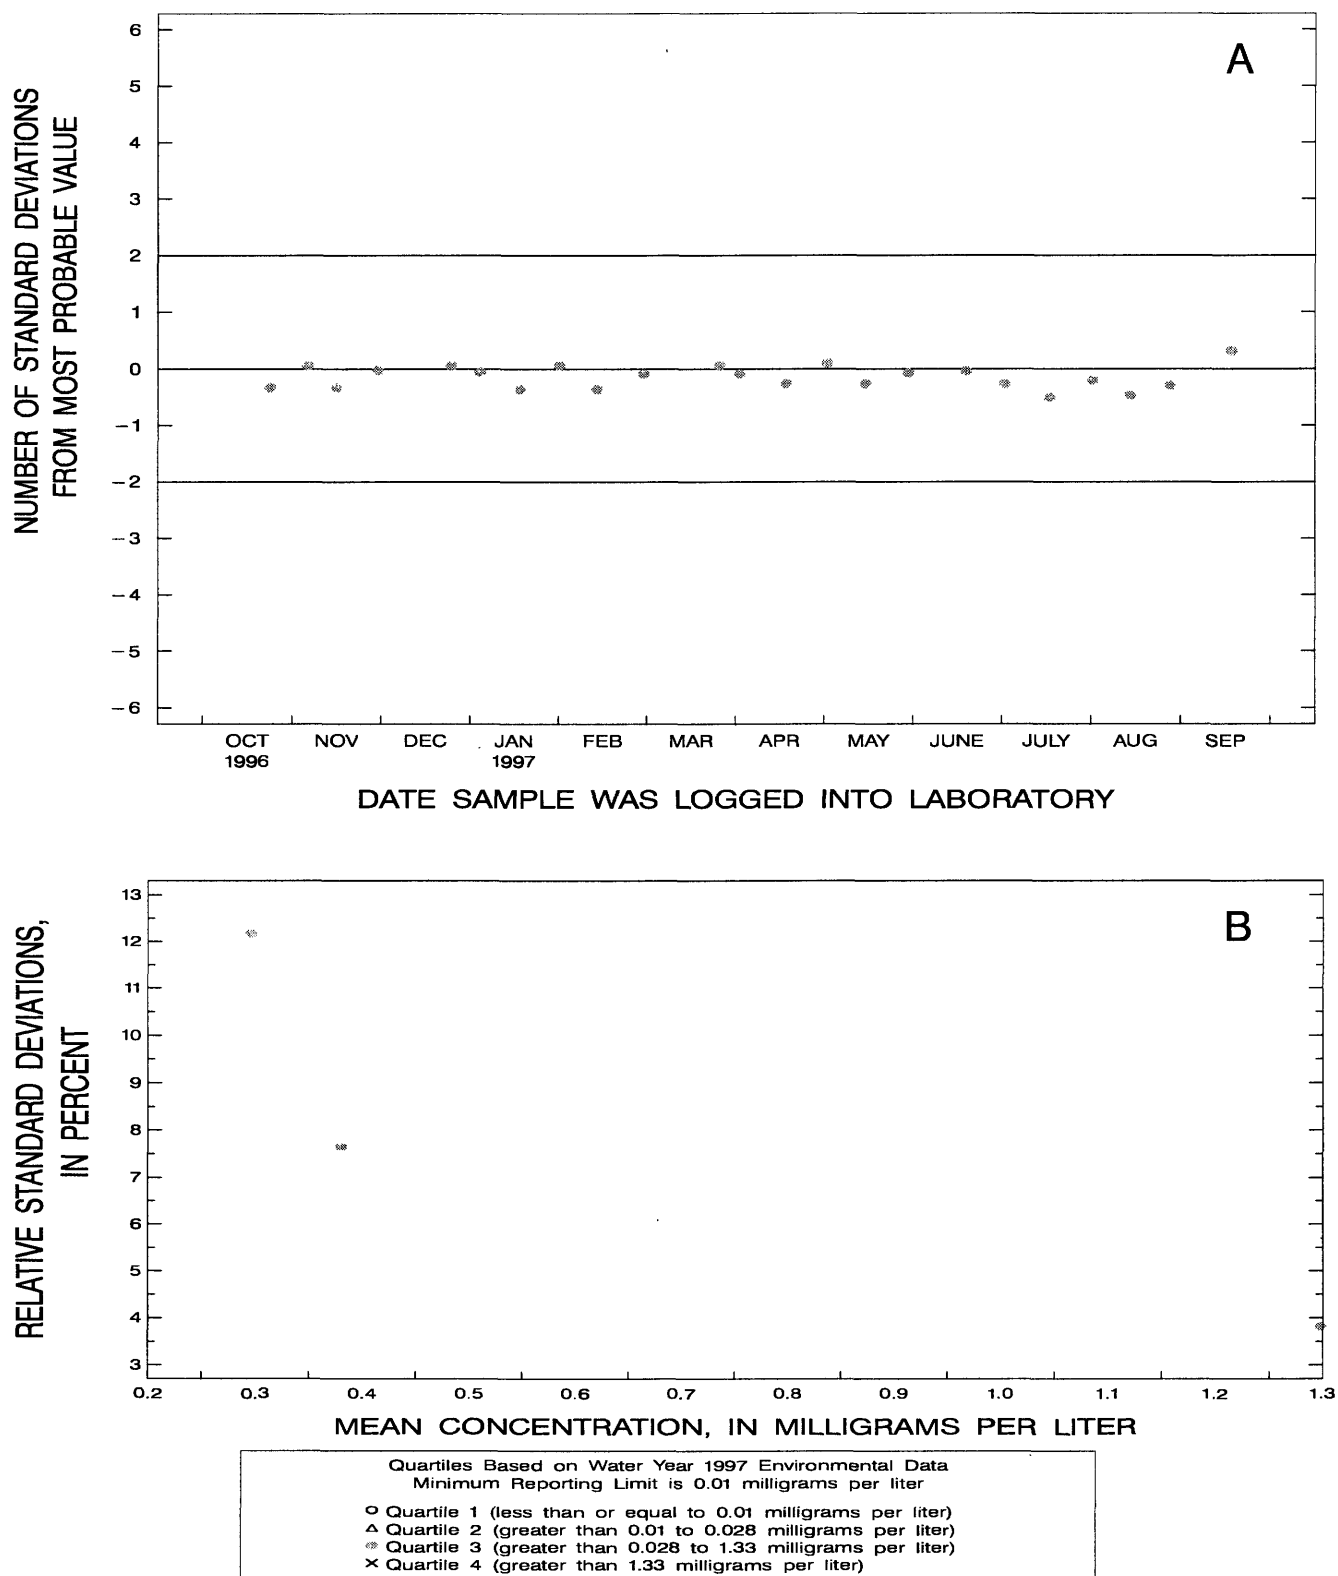 A
NUMBER OF STANDARD DEVIATIONS
FROM MOST PROBABLE VALUE
6
5
4
3
2
1
0
−1
−2
−3
−4
−5
−6
OCT NOV DEC JAN FEB MAR APR MAY JUNE JULY AUG SEP
1996 1997
DATE SAMPLE WAS LOGGED INTO LABORATORY
B
RELATIVE STANDARD DEVIATIONS,
IN PERCENT
13
12
11
10
9
8
7
6
5
4
3
0.2 0.3 0.4 0.5 0.6 0.7 0.8 0.9 1.0 1.1 1.2 1.3
MEAN CONCENTRATION, IN MILLIGRAMS PER LITER
Quartiles Based on Water Year 1997 Environmental Data
Minimum Reporting Limit is 0.01 milligrams per liter
Quartile 1 (less than or equal to 0.01 milligrams per liter)
Quartile 2 (greater than 0.01 to 0.028 milligrams per liter)
Quartile 3 (greater than 0.028 to 1.33 milligrams per liter)
Quartile 4 (greater than 1.33 milligrams per liter)